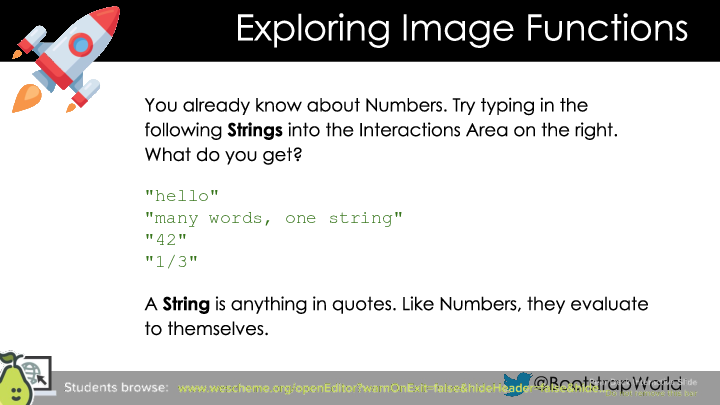 Exploring Image Functions
You already know about Numbers. Try typing in the
following Strings into the Interactions Area on the right.
What do you get?
"hello"
"many words, one string"
"42"
"1/3"
A String is anything in quotes. Like Numbers, they evaluate
to themselves.
Students browse: www.wescheme.org/openEditor?warnOnExit=false&hideHeader=false&hide
@BootstrapWorld